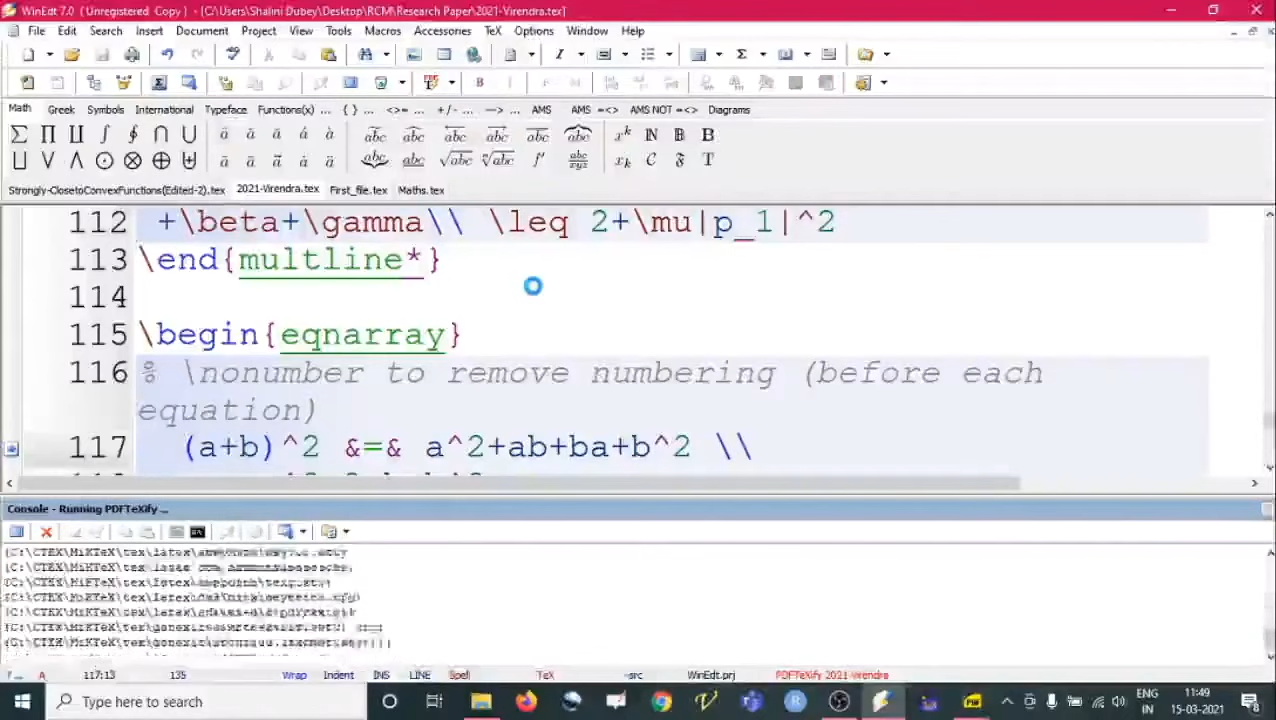 WinEdt 7.0 (Unregistered Copy) - [C:\Users\Shalini Dubey\Desktop\RCM\Research Paper\2021-Virendra.tex]
File Edit Search Insert Document Project View Tools Macros Accessories TeX Options Window Help
Math Greek Symbols International Typeface Functions(x) ... { } ... <>= ... +/- ... —> ... AMS AMS =<> AMS NOT =<> Diagrams
Strongly-ClosetoConvexFunctions(Edited-2).tex 2021-Virendra.tex First_file.tex Maths.tex
112 +\beta+\gamma\\ \leq 2+\mu|p_1|^2
113 \end{multline*}
114
115 \begin{eqnarray}
116 % \nonumber to remove numbering (before each
equation)
117 (a+b)^2 &=& a^2+ab+ba+b^2 \\
Console - Running PDFTeXify ...
A 117:13 135 Wrap Indent INS LINE Spell TeX -src WinEdt.prj PDFTeXify 2021-Virendra
Type here to search
ENG 11:49
IN 15-03-2021